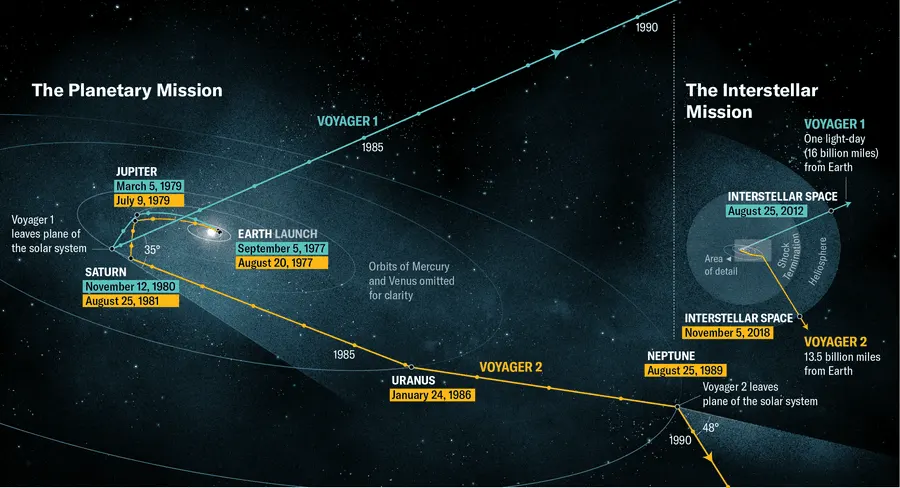 1990
The Planetary Mission
The Interstellar
Mission
VOYAGER 1
1985
VOYAGER 1
One light-day
(16 billion miles)
from Earth
JUPITER
March 5, 1979
July 9, 1979
INTERSTELLAR SPACE
August 25, 2012
Voyager 1
leaves plane of
the solar system
35°
EARTH LAUNCH
September 5, 1977
August 20, 1977
Area
of detail
Shock
Termination
Heliosphere
SATURN
November 12, 1980
August 25, 1981
Orbits of Mercury
and Venus omitted
for clarity
INTERSTELLAR SPACE
November 5, 2018
1985
VOYAGER 2
13.5 billion miles
from Earth
VOYAGER 2
NEPTUNE
August 25, 1989
URANUS
January 24, 1986
Voyager 2 leaves
plane of the solar system
48°
1990